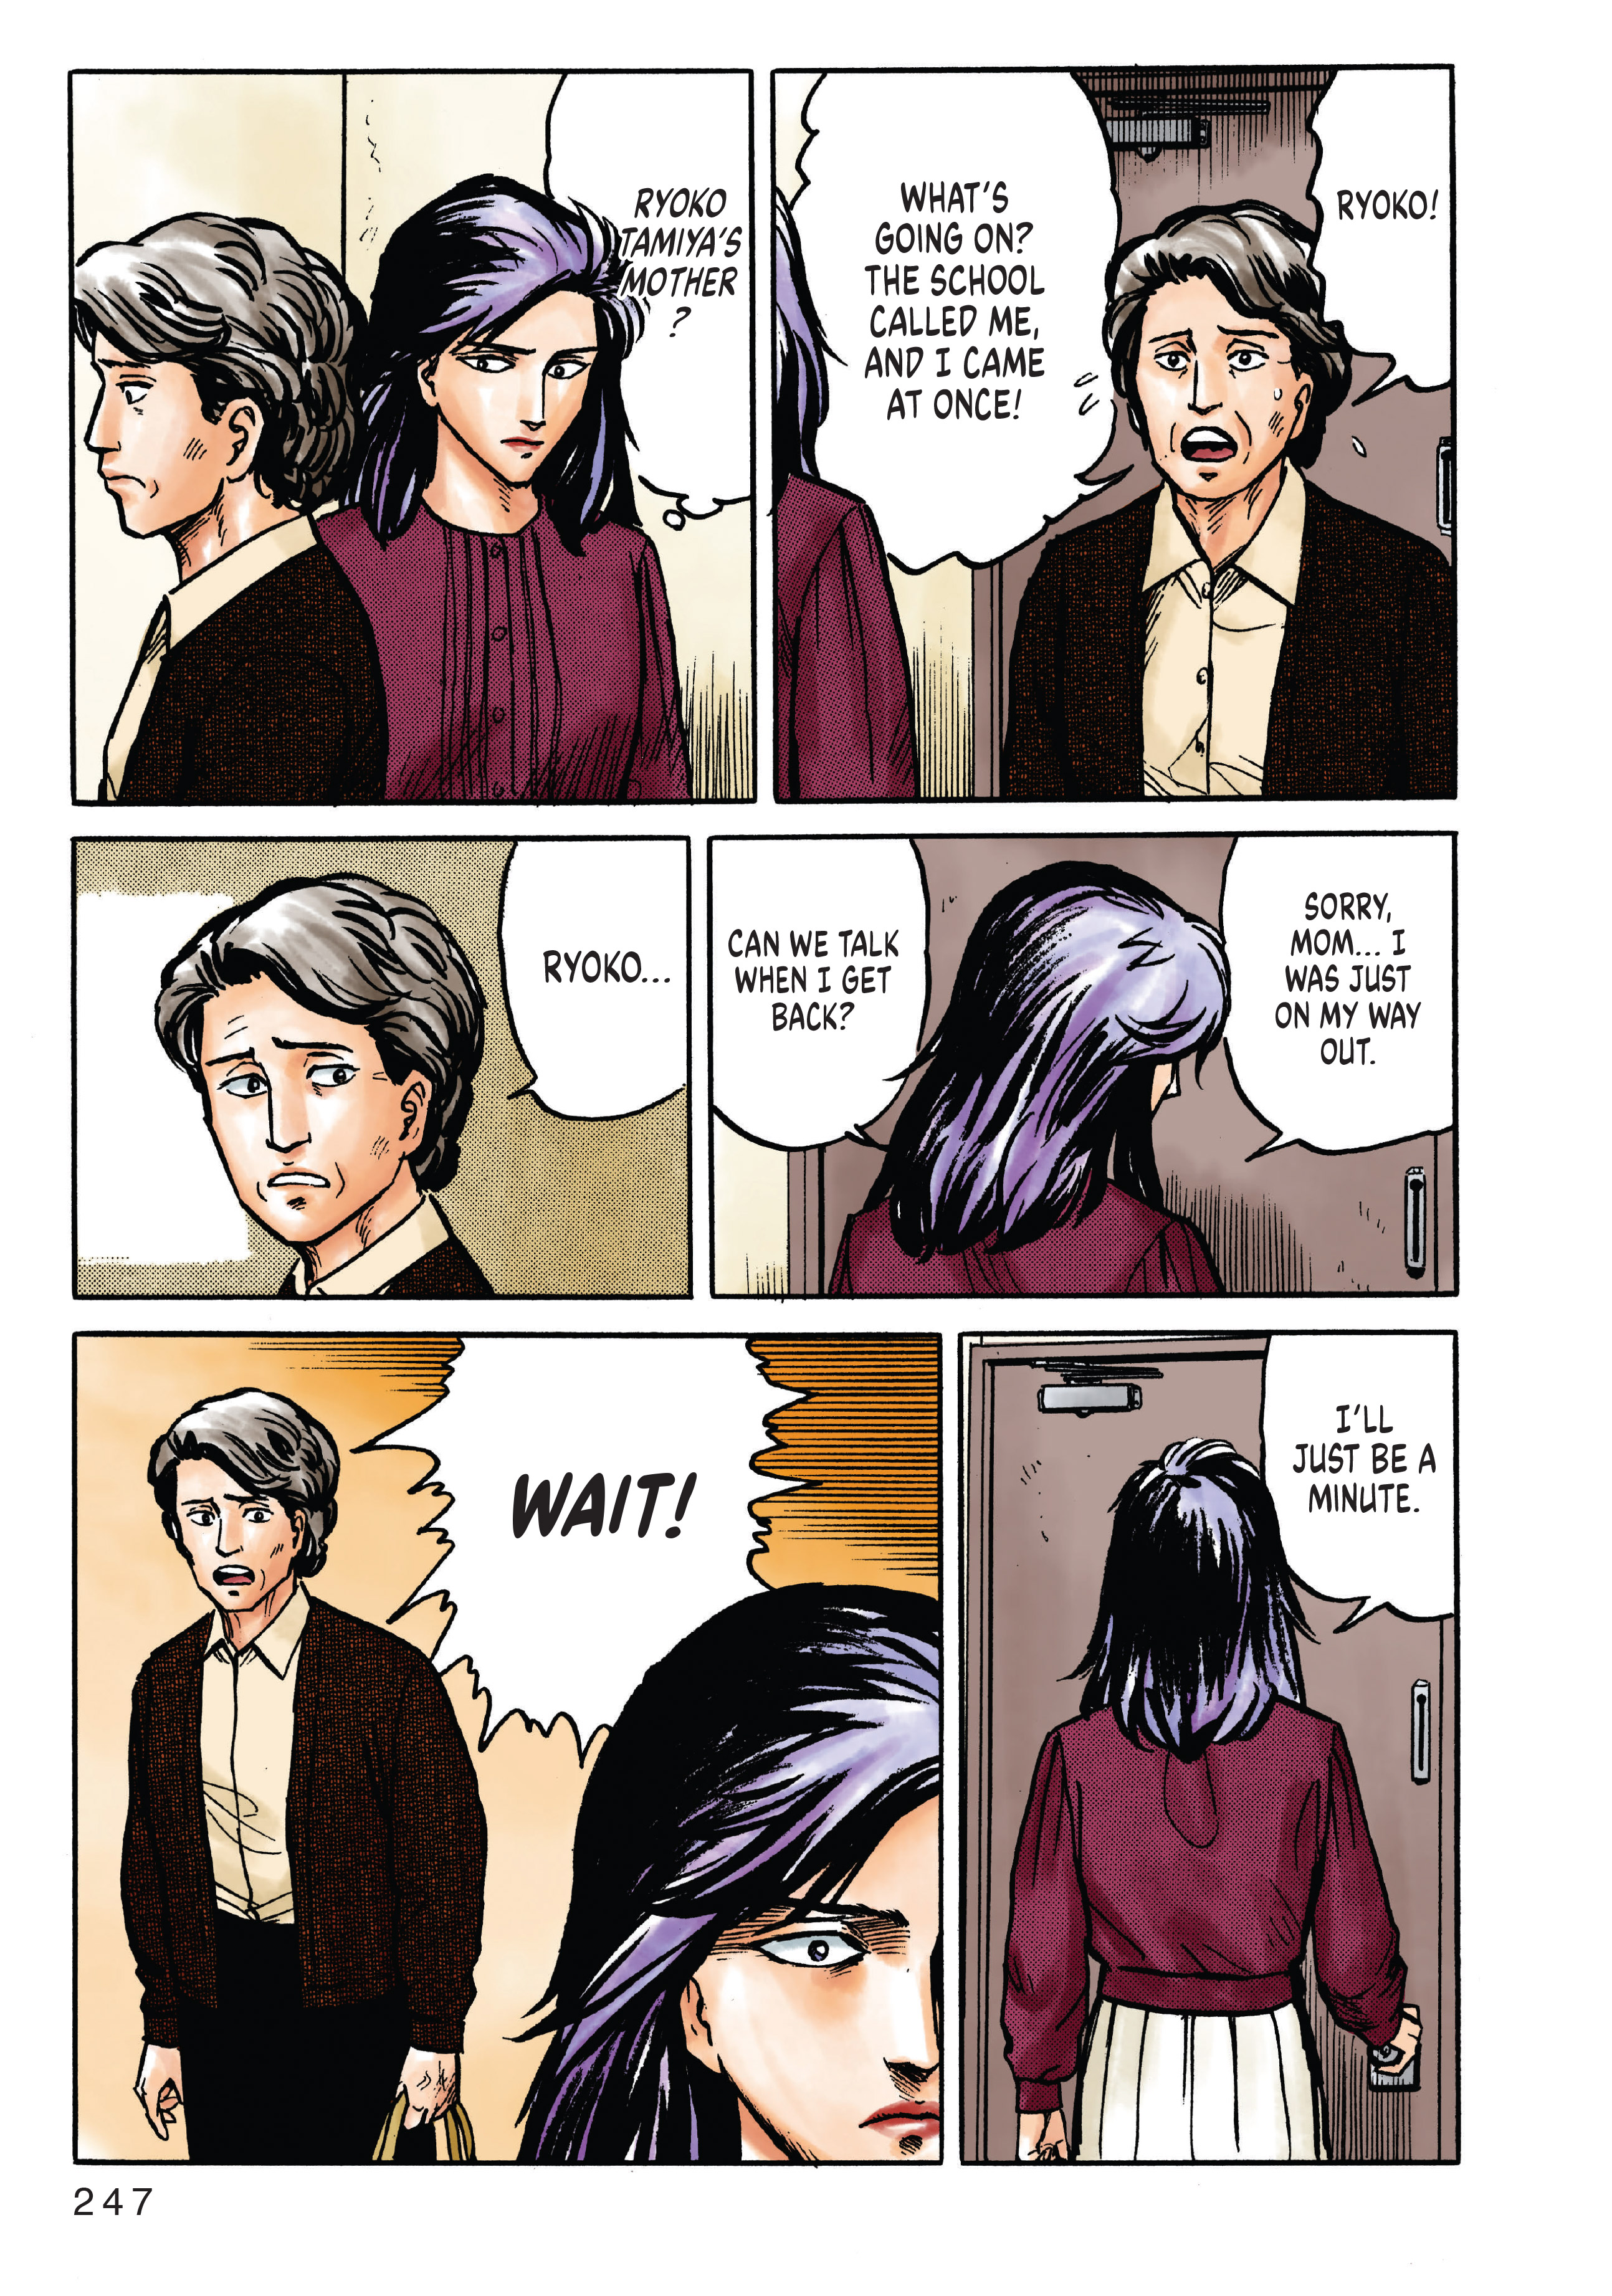 RYOKO!
WHAT'S
GOING ON?
THE SCHOOL
CALLED ME,
AND I CAME
AT ONCE!
RYOKO
TAMIYA'S
MOTHER
?
SORRY,
MOM... I
WAS JUST
ON MY WAY
OUT.
CAN WE TALK
WHEN I GET
BACK?
RYOKO...
I'LL
JUST BE A
MINUTE.
WAIT!
247